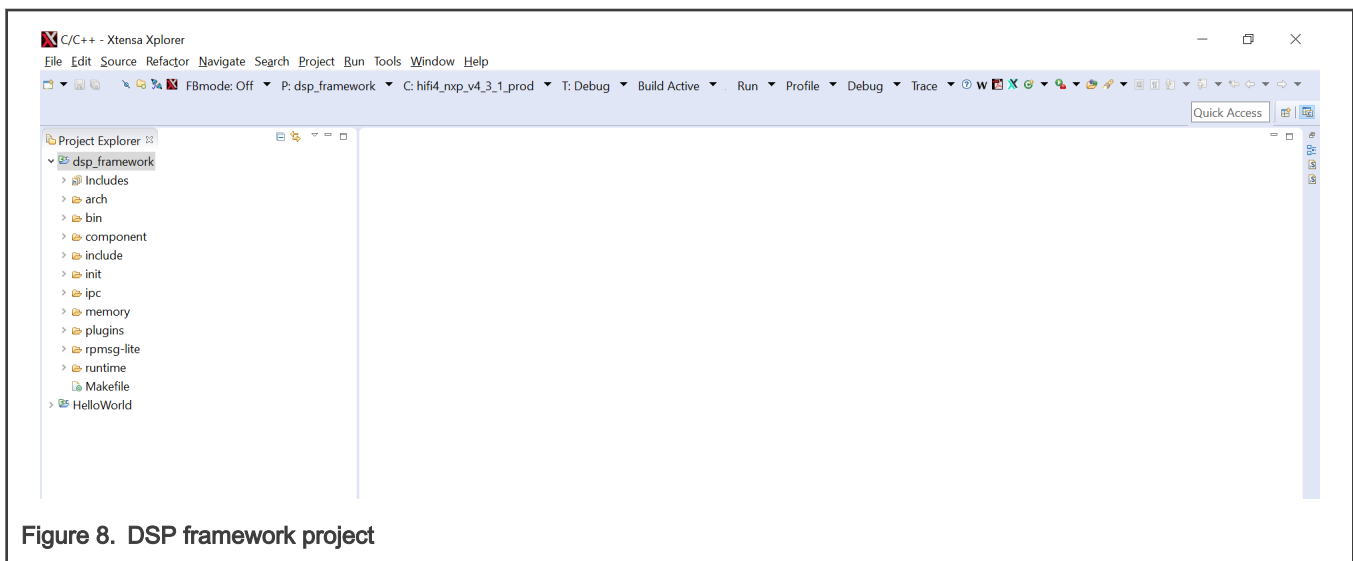 C/C++ - Xtensa Xplorer
File Edit Source Refactor Navigate Search Project Run Tools Window Help
FBmode: Off P: dsp_framework C: hifi4_nxp_v4_3_1_prod T: Debug Build Active Run Profile Debug Trace W
Quick Access
Project Explorer
dsp_framework
Includes
arch
bin
component
include
init
ipc
memory
plugins
rpmsg-lite
runtime
Makefile
HelloWorld
Figure 8. DSP framework project